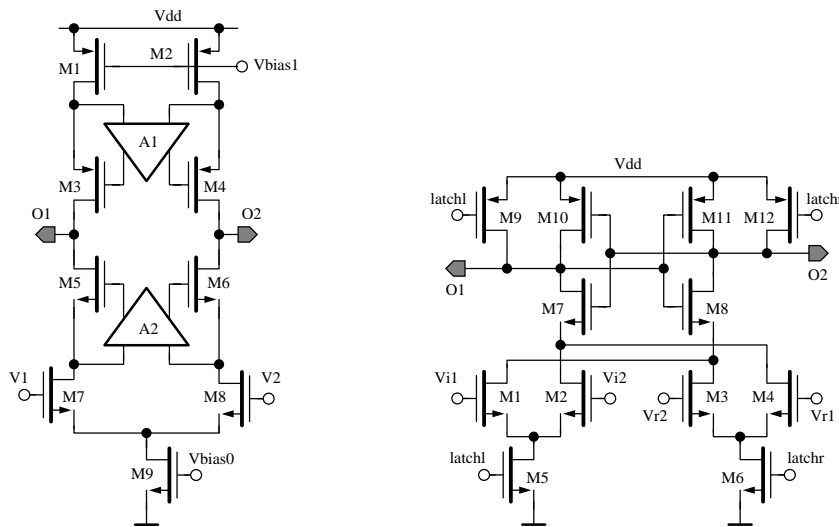 Vdd
M1
M2
Vbias1
A1
M3
M4
O1
O2
M5
M6
A2
V1
V2
M7
M8
Vbias0
M9
Vdd
latchl
latchr
M9
M10
M11
M12
O1
O2
M7
M8
Vi1
Vi2
M1
M2
M3
M4
Vr2
Vr1
latchl
latchr
M5
M6